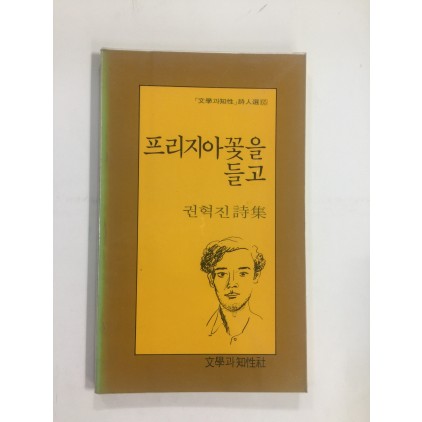 「文學과知性」詩人選
프리지아꽃을
들고
권혁진詩集
文學과知性社